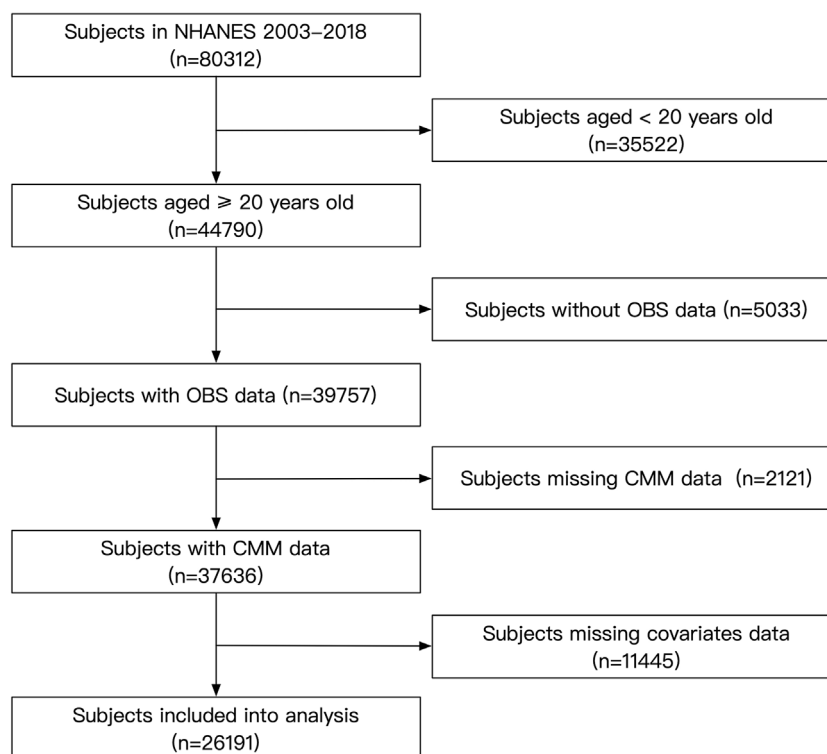 Subjects in NHANES 2003–2018
(n=80312)
Subjects aged < 20 years old
(n=35522)
Subjects aged ≥ 20 years old
(n=44790)
Subjects without OBS data (n=5033)
Subjects with OBS data (n=39757)
Subjects missing CMM data (n=2121)
Subjects with CMM data
(n=37636)
Subjects missing covariates data
(n=11445)
Subjects included into analysis
(n=26191)